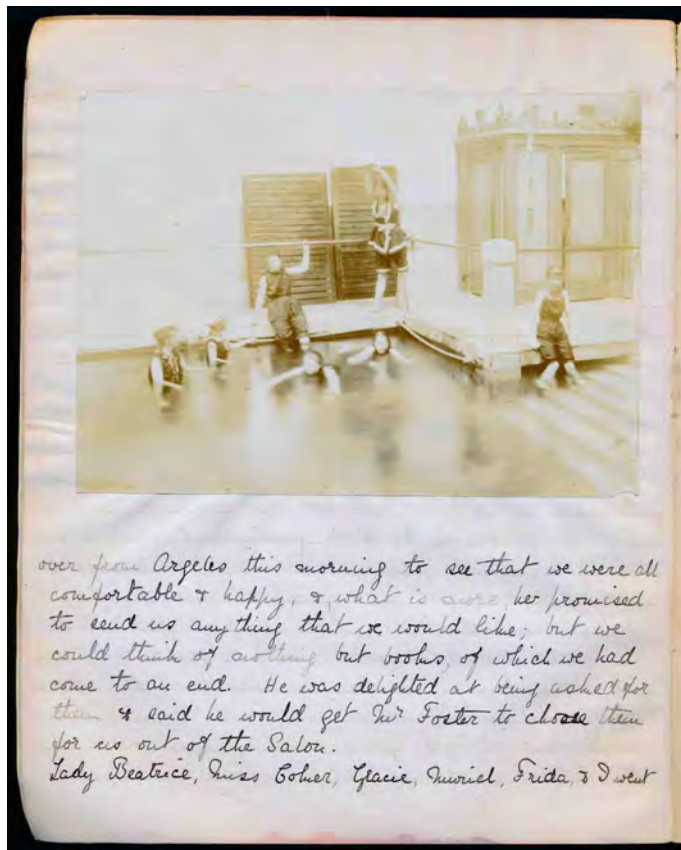 over from Argeles this morning to see that we were all
comfortable & happy, &, what is more, he promised
to send us anything that we would like; but we
could think of nothing but books, of which we had
come to an end. He was delighted at being asked for
them & said he would get Mr Foster to chose them
for us out of the Salon.
Lady Beatrice, Miss Colner, Gracie, Muriel, Frida, & I went